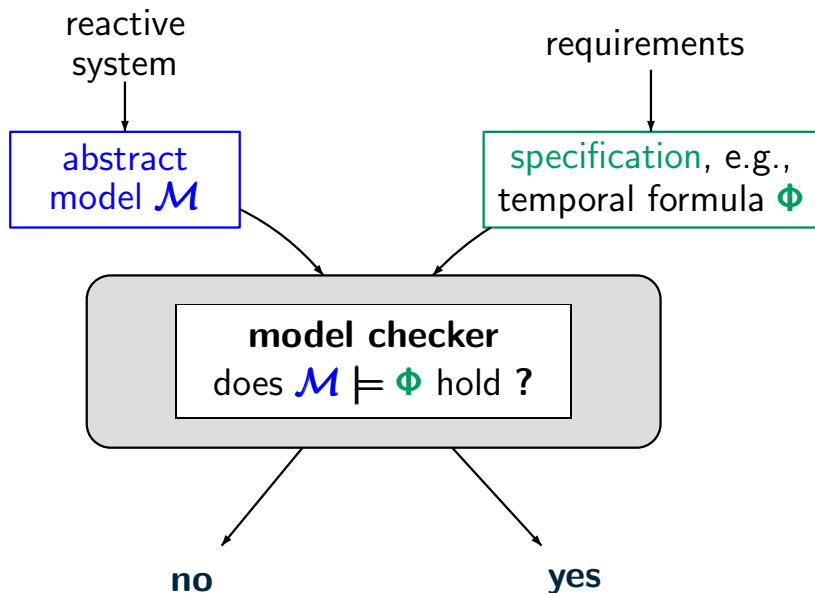 reactive
system
requirements
abstract
model ℳ
specification, e.g.,
temporal formula Φ
model checker
does ℳ ⊨ Φ hold ?
no
yes